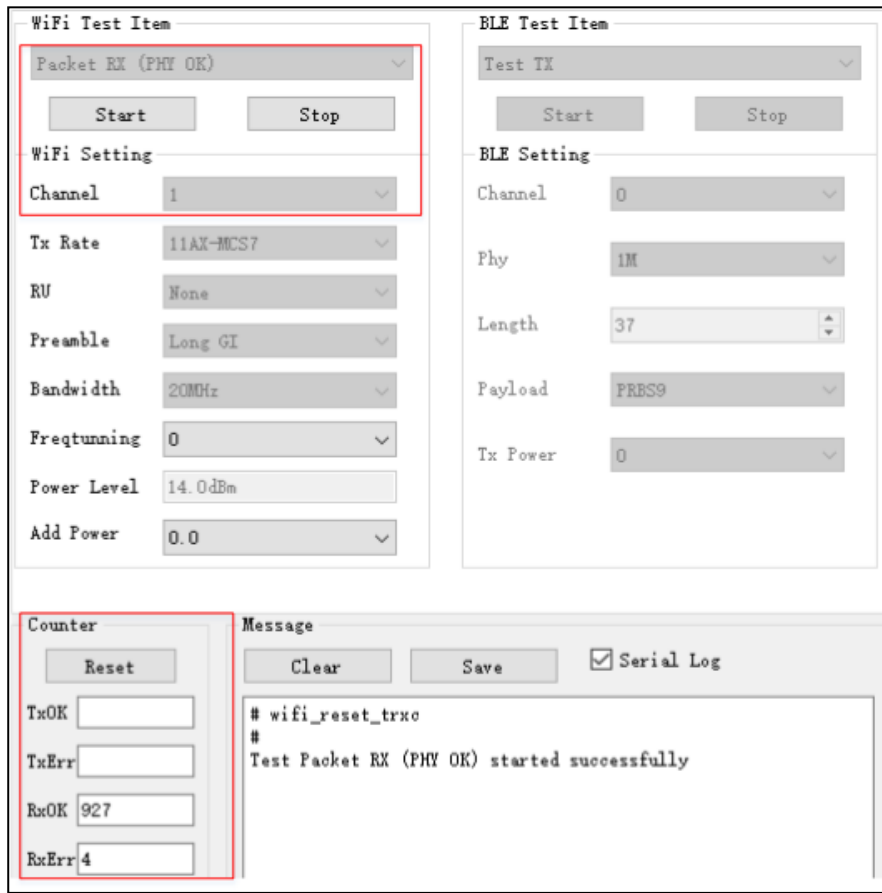 WiFi Test Item
Packet RX (PHY OK)
Start Stop
WiFi Setting
Channel 1
Tx Rate 11AX-MCS7
RU None
Preamble Long GI
Bandwidth 20MHz
Freqtunning 0
Power Level 14.0dBm
Add Power 0.0
BLE Test Item
Test TX
Start Stop
BLE Setting
Channel 0
Phy 1M
Length 37
Payload PRBS9
Tx Power 0
Counter
Reset
TxOK
TxErr
RxOK 927
RxErr 4
Message
Clear Save Serial Log
# wifi_reset_trxc
#
Test Packet RX (PHY OK) started successfully